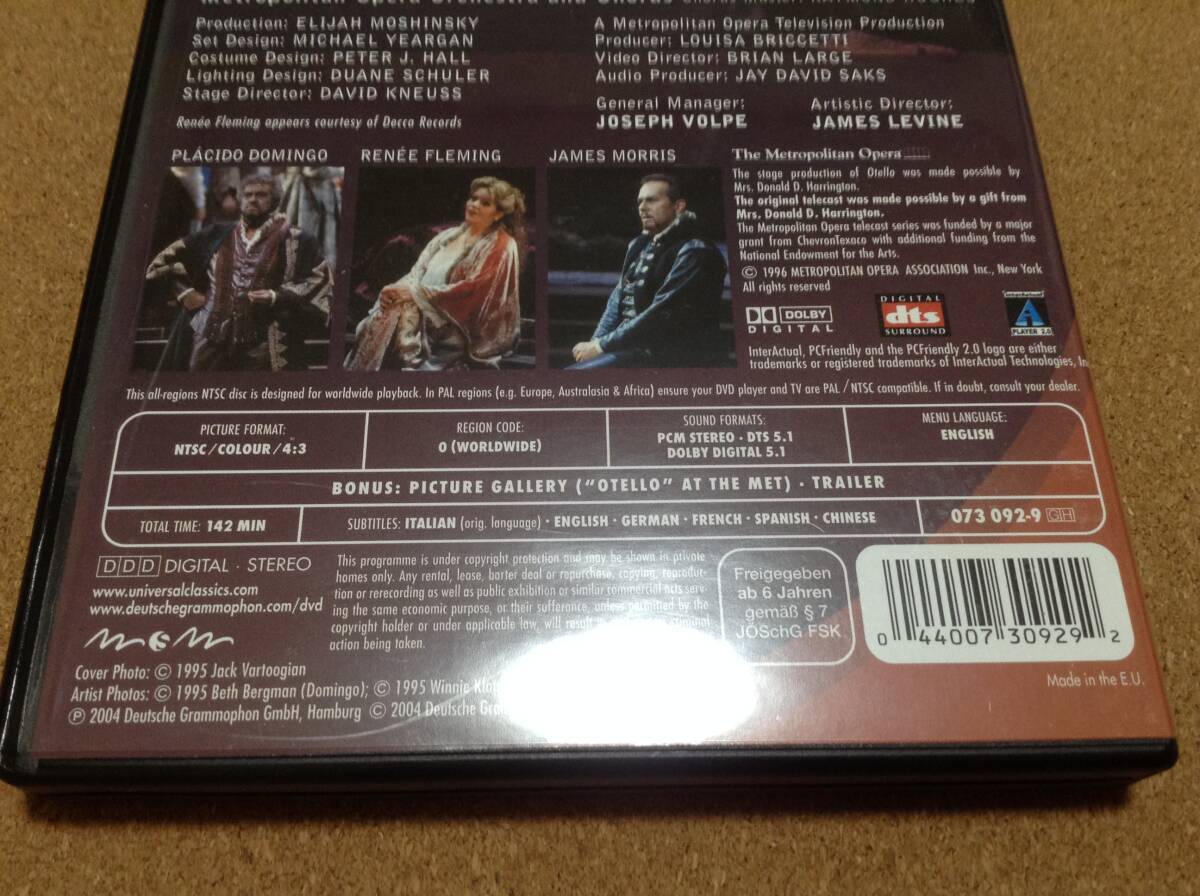 Metropolitan Opera Orchestra and Chorus Chorus Master: RAYMOND HUGHES
Production: ELIJAH MOSHINSKY
Set Design: MICHAEL YEARGAN
Costume Design: PETER J. HALL
Lighting Design: DUANE SCHULER
Stage Director: DAVID KNEUSS
Renée Fleming appears courtesy of Decca Records
A Metropolitan Opera Television Production
Producer: LOUISA BRICCETTI
Video Director: BRIAN LARGE
Audio Producer: JAY DAVID SAKS
General Manager:
JOSEPH VOLPE
Artistic Director:
JAMES LEVINE
PLÁCIDO DOMINGO
RENÉE FLEMING
JAMES MORRIS
The Metropolitan Opera
The stage production of Otello was made possible by
Mrs. Donald D. Harrington.
The original telecast was made possible by a gift from
Mrs. Donald D. Harrington.
The Metropolitan Opera telecast series was funded by a major
grant from ChevronTexaco with additional funding from the
National Endowment for the Arts.
© 1996 METROPOLITAN OPERA ASSOCIATION Inc., New York
All rights reserved
DOLBY
DIGITAL
DIGITAL
dts
SURROUND
InterActual
PLAYER 2.0
InterActual, PCFriendly and the PCFriendly 2.0 logo are either
trademarks or registered trademarks of InterActual Technologies, In
This all-regions NTSC disc is designed for worldwide playback. In PAL regions (e.g. Europe, Australasia & Africa) ensure your DVD player and TV are PAL/NTSC compatible. If in doubt, consult your dealer.
PICTURE FORMAT:
NTSC/COLOUR/4:3
REGION CODE:
0 (WORLDWIDE)
SOUND FORMATS:
PCM STEREO · DTS 5.1
DOLBY DIGITAL 5.1
MENU LANGUAGE:
ENGLISH
BONUS: PICTURE GALLERY ("OTELLO" AT THE MET) · TRAILER
TOTAL TIME: 142 MIN
SUBTITLES: ITALIAN (orig. language) · ENGLISH · GERMAN · FRENCH · SPANISH · CHINESE
073 092-9 GH
DDD DIGITAL · STEREO
www.universalclassics.com
www.deutschegrammophon.com/dvd
This programme is under copyright protection and may be shown in private
homes only. Any rental, lease, barter deal or repurchase, copying, reproduc-
tion or rerecording as well as public exhibition or similar commercial acts serv-
ing the same economic purpose, or their sufferance, unless permitted by the
copyright holder or under applicable law, will result in criminal
action being taken.
Freigegeben
ab 6 Jahren
gemäß § 7
JÖSchG FSK
0 44007 30929 2
Made in the E.U.
Cover Photo: © 1995 Jack Vartoogian
Artist Photos: © 1995 Beth Bergman (Domingo); © 1995 Winnie
℗ 2004 Deutsche Grammophon GmbH, Hamburg © 2004 Deutsche